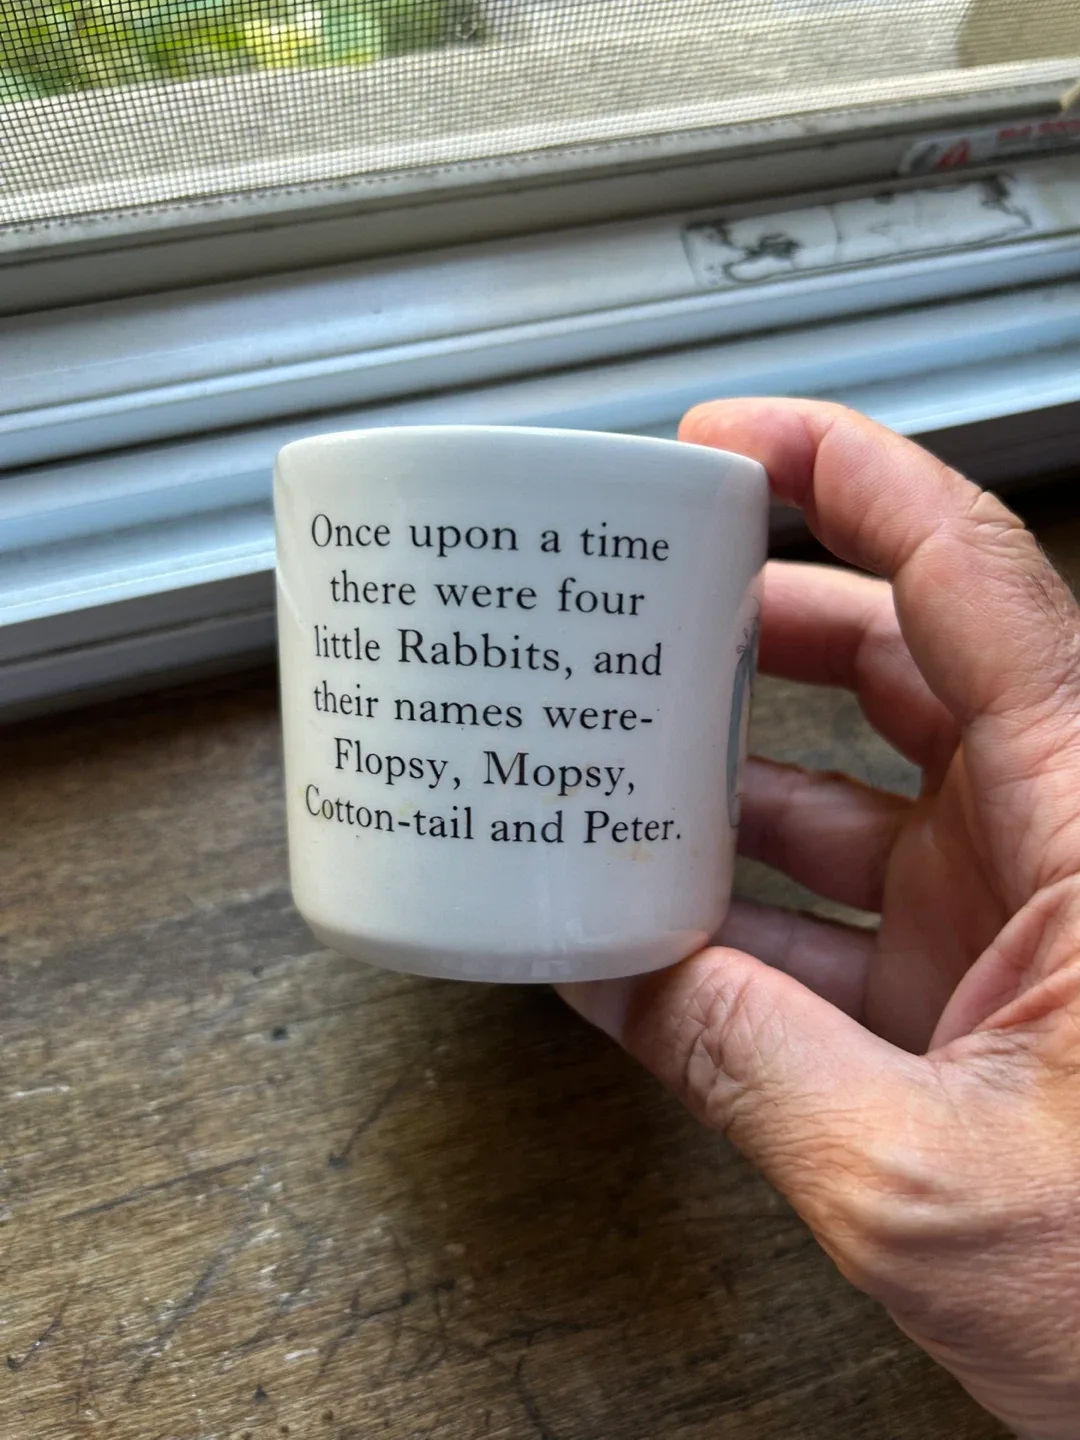 Once upon a time
there were four
little Rabbits, and
their names were-
Flopsy, Mopsy,
Cotton-tail and Peter.